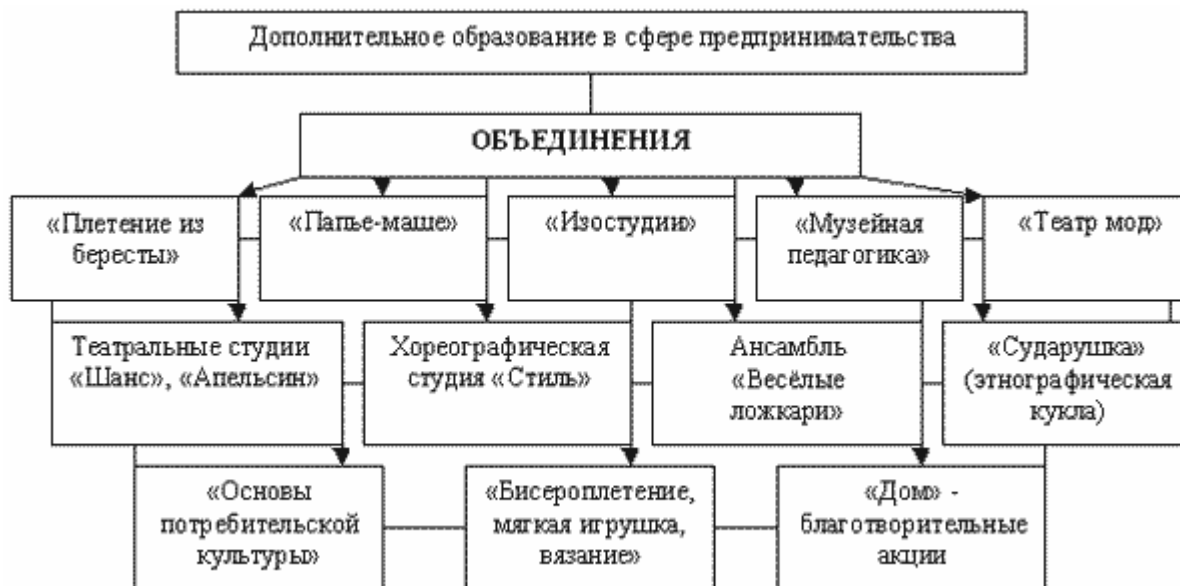 Дополнительное образование в сфере предпринимательства
ОБЪЕДИНЕНИЯ
«Плетение из
бересты»
«Папье-маше»
«Изостудии»
«Музейная
педагогика»
«Театр мод»
Театральные студии
«Шанс», «Апельсин»
Хореографическая
студия «Стиль»
Ансамбль
«Весёлые
ложкари»
«Сударушка»
(этнографическая
кукла)
«Основы
потребительской
культуры»
«Бисероплетение,
мягкая игрушка,
вязание»
«Дом» -
благотворительные
акции